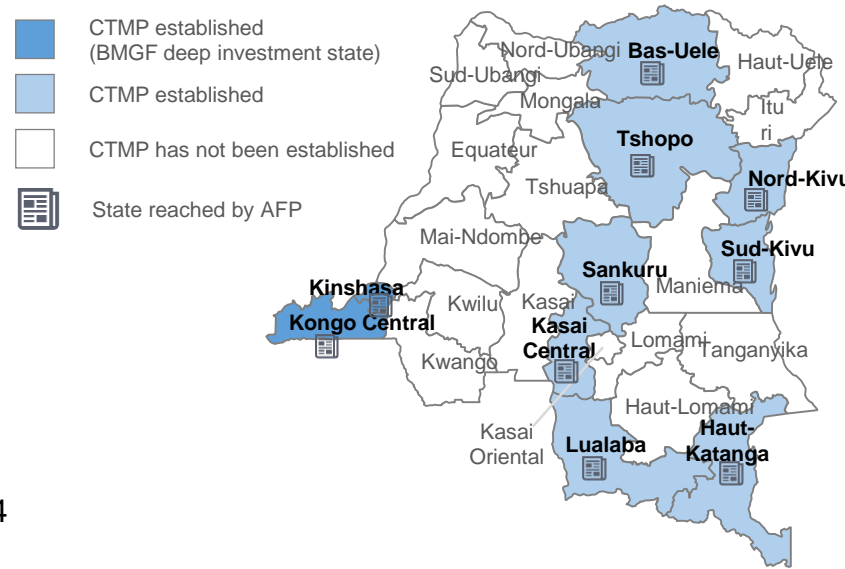 CTMP established
(BMGF deep investment state)
CTMP established
CTMP has not been established
State reached by AFP
Nord-Ubangi
Bas-Uele
Haut-Uele
Sud-Ubangi
Mongala
Itu
ri
Equateur
Tshopo
Tshuapa
Nord-Kivu
Mai-Ndombe
Sud-Kivu
Sankuru
Maniema
Kinshasa
Kongo Central
Kwilu
Kasai
Kasai
Central
Lomami
Tanganyika
Kwango
Haut-Lomami
Kasai
Oriental
Lualaba
Haut-
Katanga
4